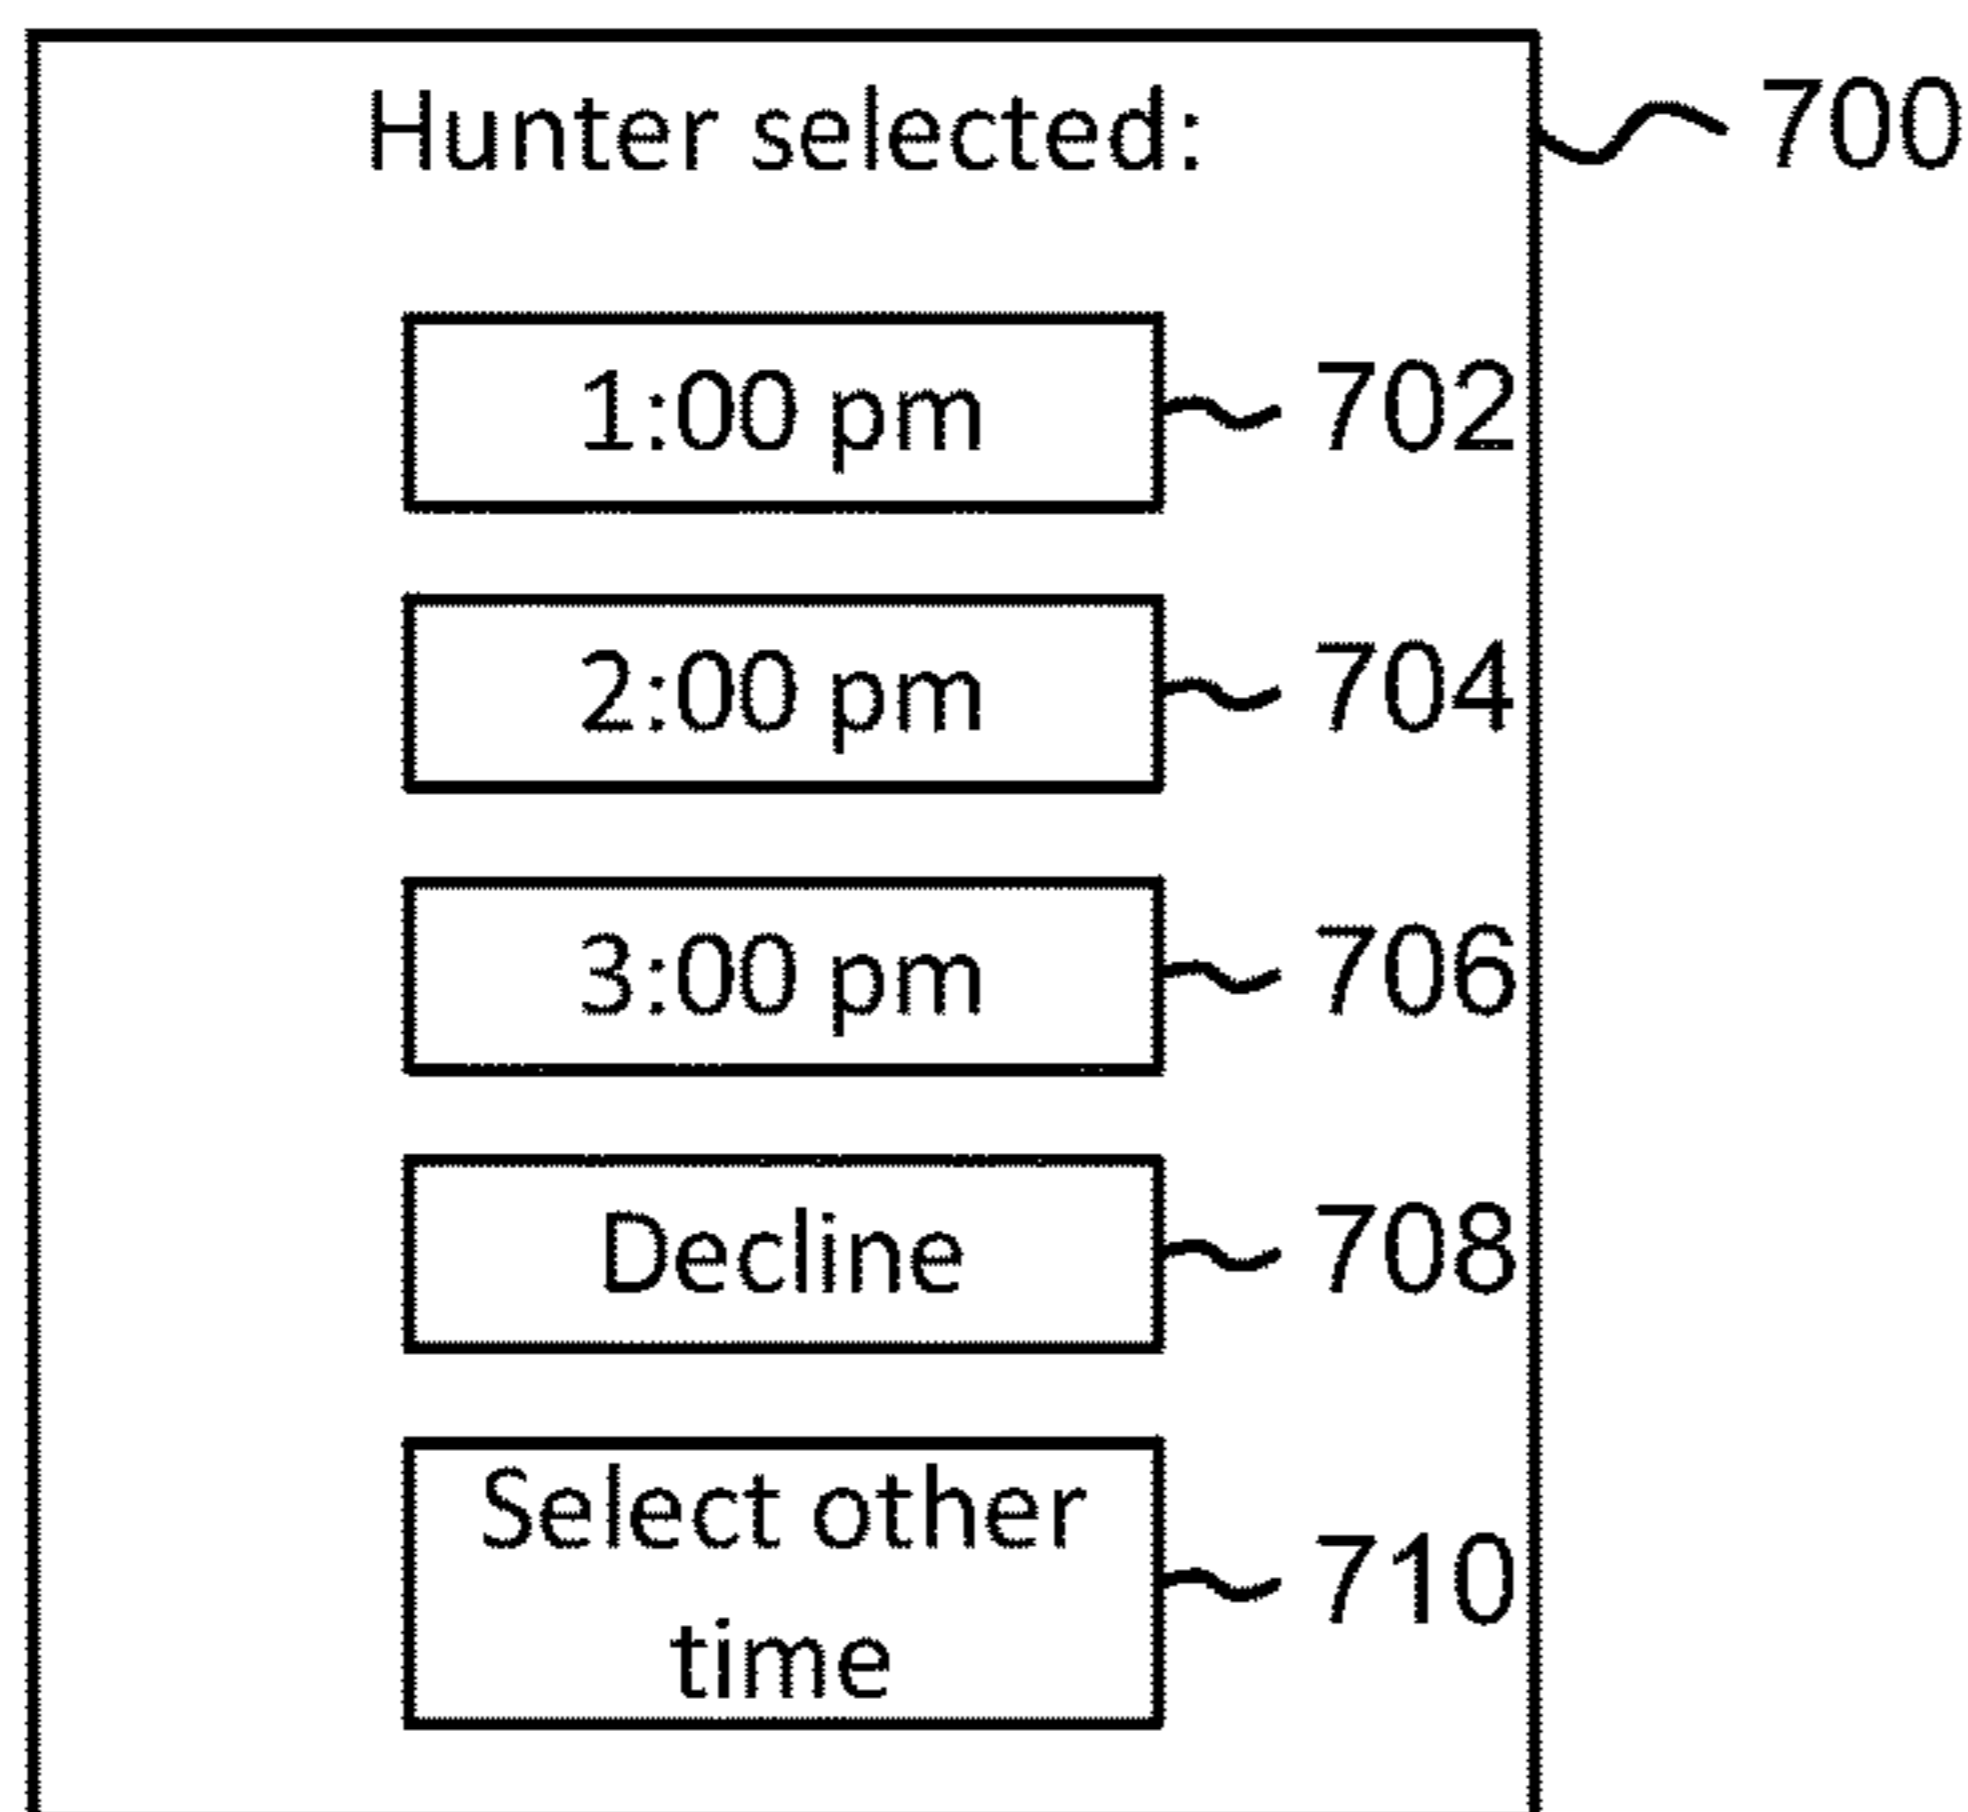 Hunter selected:
700
1:00 pm
702
2:00 pm
704
3:00 pm
706
Decline
708
Select other
time
710